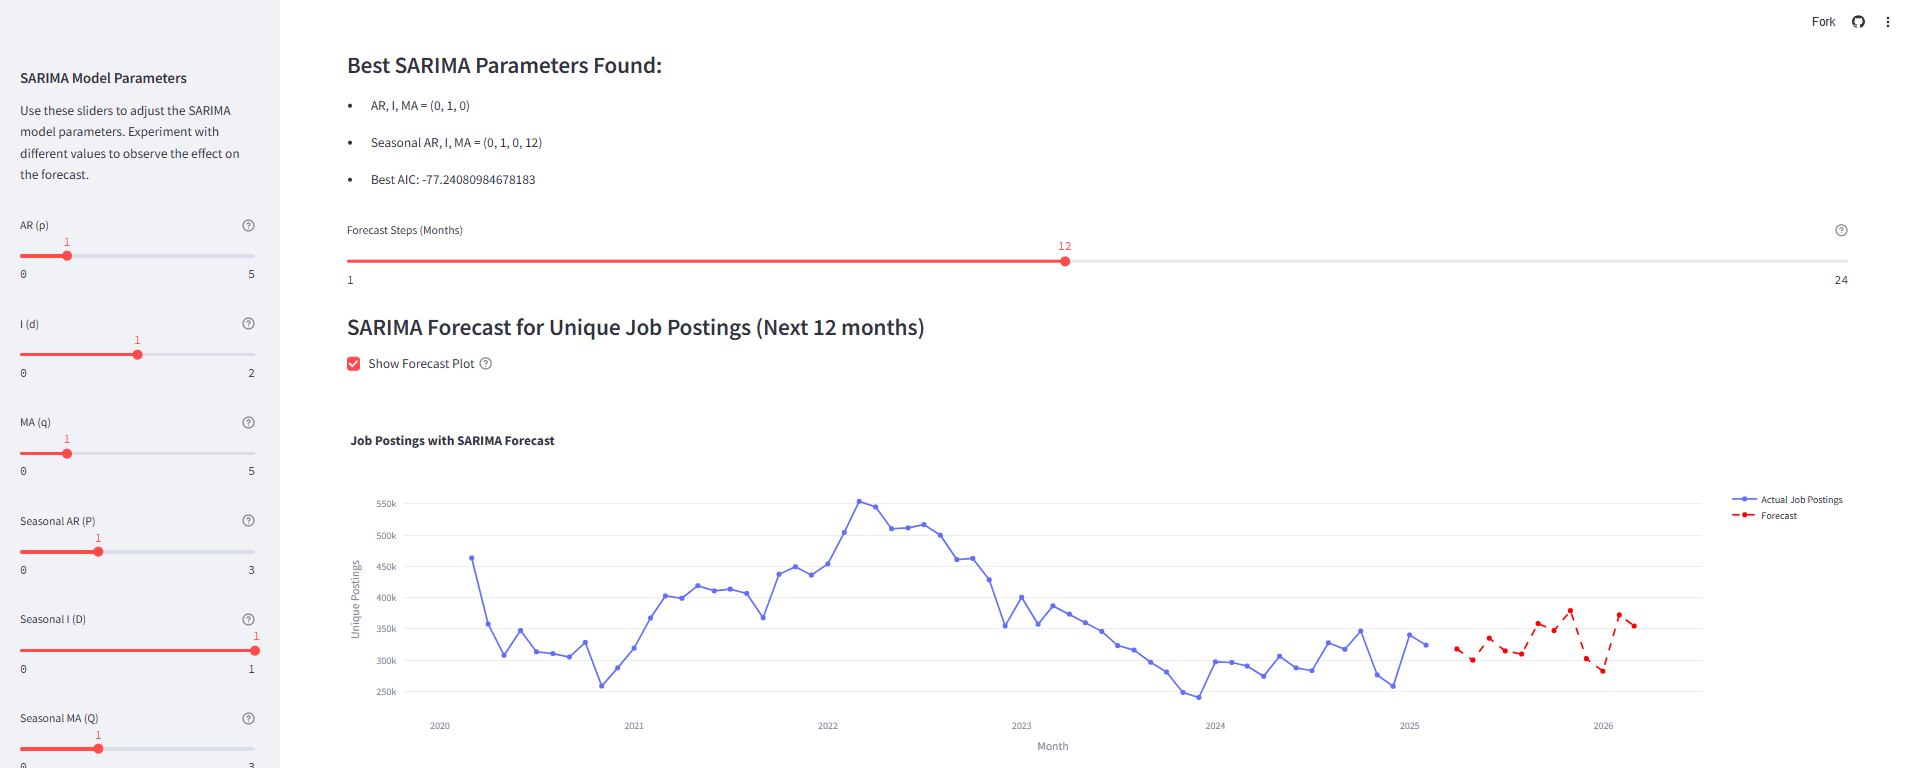 Fork
SARIMA Model Parameters
Use these sliders to adjust the SARIMA
model parameters. Experiment with
different values to observe the effect on
the forecast.
AR (p)
1
0 5
I (d)
1
0 2
MA (q)
1
0 5
Seasonal AR (P)
1
0 3
Seasonal I (D)
1
0 1
Seasonal MA (Q)
1
0 3
Best SARIMA Parameters Found:
• AR, I, MA = (0, 1, 0)
• Seasonal AR, I, MA = (0, 1, 0, 12)
• Best AIC: -77.24080984678183
Forecast Steps (Months)
12
1 24
SARIMA Forecast for Unique Job Postings (Next 12 months)
Show Forecast Plot
Job Postings with SARIMA Forecast
Actual Job Postings
Forecast
Unique Postings
550k
500k
450k
400k
350k
300k
250k
2020 2021 2022 2023 2024 2025 2026
Month